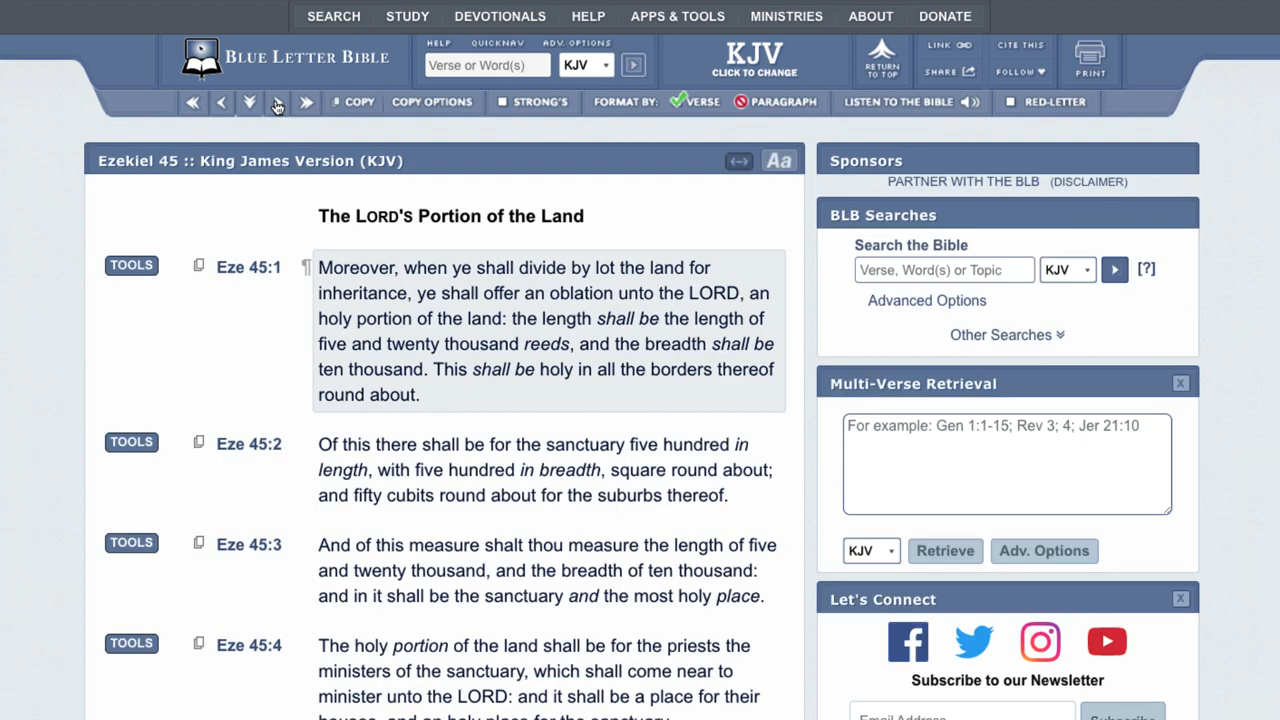 SEARCH STUDY DEVOTIONALS HELP APPS & TOOLS MINISTRIES ABOUT DONATE
BLUE LETTER BIBLE
HELP QUICKNAV ADV. OPTIONS
Verse or Word(s) KJV
KJV
CLICK TO CHANGE
RETURN
TO TOP
LINK CITE THIS
SHARE FOLLOW
PRINT
COPY COPY OPTIONS STRONG'S FORMAT BY: VERSE PARAGRAPH LISTEN TO THE BIBLE RED-LETTER
Ezekiel 45 :: King James Version (KJV) Aa
The LORD'S Portion of the Land
TOOLS Eze 45:1 ¶ Moreover, when ye shall divide by lot the land for
inheritance, ye shall offer an oblation unto the LORD, an
holy portion of the land: the length shall be the length of
five and twenty thousand reeds, and the breadth shall be
ten thousand. This shall be holy in all the borders thereof
round about.
TOOLS Eze 45:2 Of this there shall be for the sanctuary five hundred in
length, with five hundred in breadth, square round about;
and fifty cubits round about for the suburbs thereof.
TOOLS Eze 45:3 And of this measure shalt thou measure the length of five
and twenty thousand, and the breadth of ten thousand:
and in it shall be the sanctuary and the most holy place.
TOOLS Eze 45:4 The holy portion of the land shall be for the priests the
ministers of the sanctuary, which shall come near to
minister unto the LORD: and it shall be a place for their
houses, and an holy place for the sanctuary.
Sponsors
PARTNER WITH THE BLB (DISCLAIMER)
BLB Searches
Search the Bible
Verse, Word(s) or Topic KJV [?]
Advanced Options
Other Searches
Multi-Verse Retrieval X
For example: Gen 1:1-15; Rev 3; 4; Jer 21:10
KJV Retrieve Adv. Options
Let's Connect X
Subscribe to our Newsletter
Email Address Subscribe